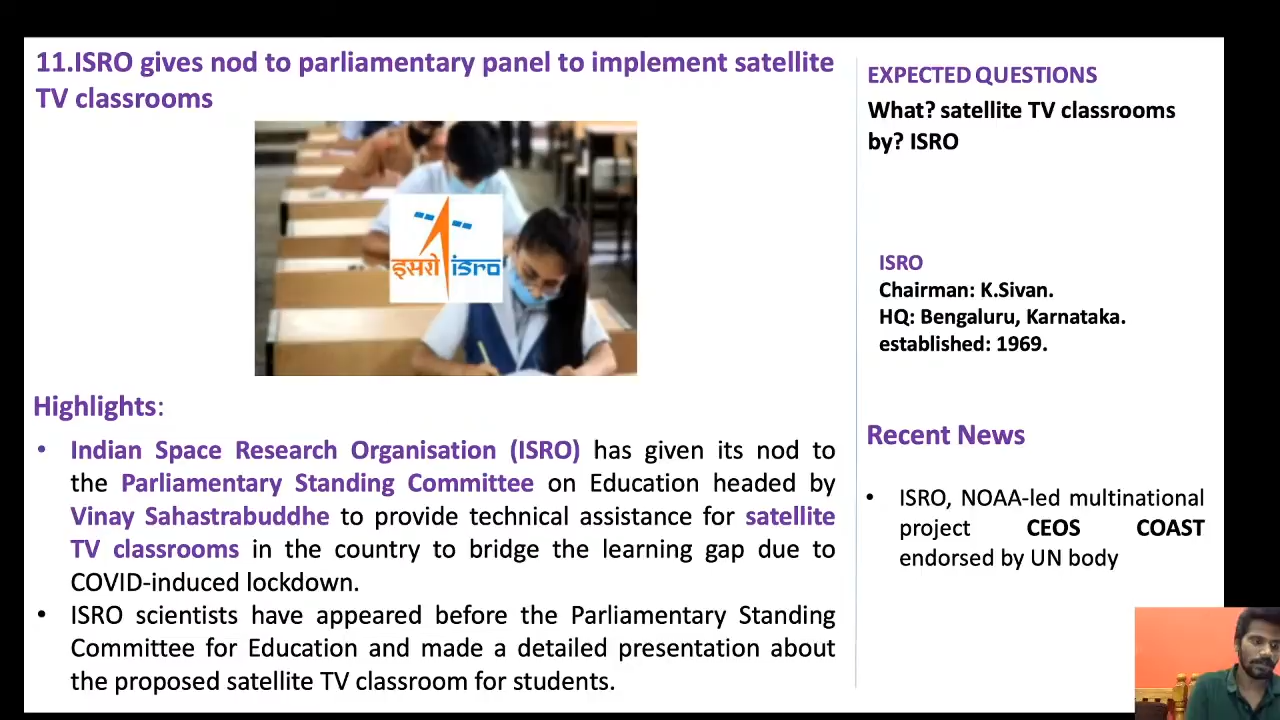 11.ISRO gives nod to parliamentary panel to implement satellite
TV classrooms
इसरो isro
Highlights:
• Indian Space Research Organisation (ISRO) has given its nod to
the Parliamentary Standing Committee on Education headed by
Vinay Sahastrabuddhe to provide technical assistance for satellite
TV classrooms in the country to bridge the learning gap due to
COVID-induced lockdown.
• ISRO scientists have appeared before the Parliamentary Standing
Committee for Education and made a detailed presentation about
the proposed satellite TV classroom for students.
EXPECTED QUESTIONS
What? satellite TV classrooms
by? ISRO
ISRO
Chairman: K.Sivan.
HQ: Bengaluru, Karnataka.
established: 1969.
Recent News
• ISRO, NOAA-led multinational
project CEOS COAST
endorsed by UN body